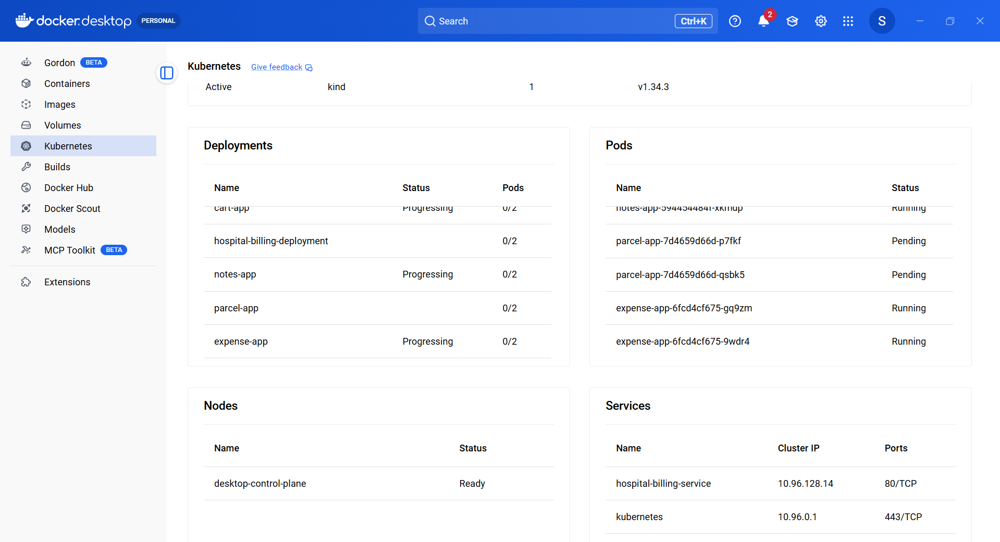 docker.desktop PERSONAL
Search Ctrl+K
2
S
Gordon BETA
Containers
Images
Volumes
Kubernetes
Builds
Docker Hub
Docker Scout
Models
MCP Toolkit BETA
Extensions
Kubernetes Give feedback
Active kind 1 v1.34.3
Deployments
Name Status Pods
cart-app Progressing 0/2
hospital-billing-deployment 0/2
notes-app Progressing 0/2
parcel-app 0/2
expense-app Progressing 0/2
Pods
Name Status
notes-app-594454484f-xkmdp Running
parcel-app-7d4659d66d-p7fkf Pending
parcel-app-7d4659d66d-qsbk5 Pending
expense-app-6fcd4cf675-gq9zm Running
expense-app-6fcd4cf675-9wdr4 Running
Nodes
Name Status
desktop-control-plane Ready
Services
Name Cluster IP Ports
hospital-billing-service 10.96.128.14 80/TCP
kubernetes 10.96.0.1 443/TCP